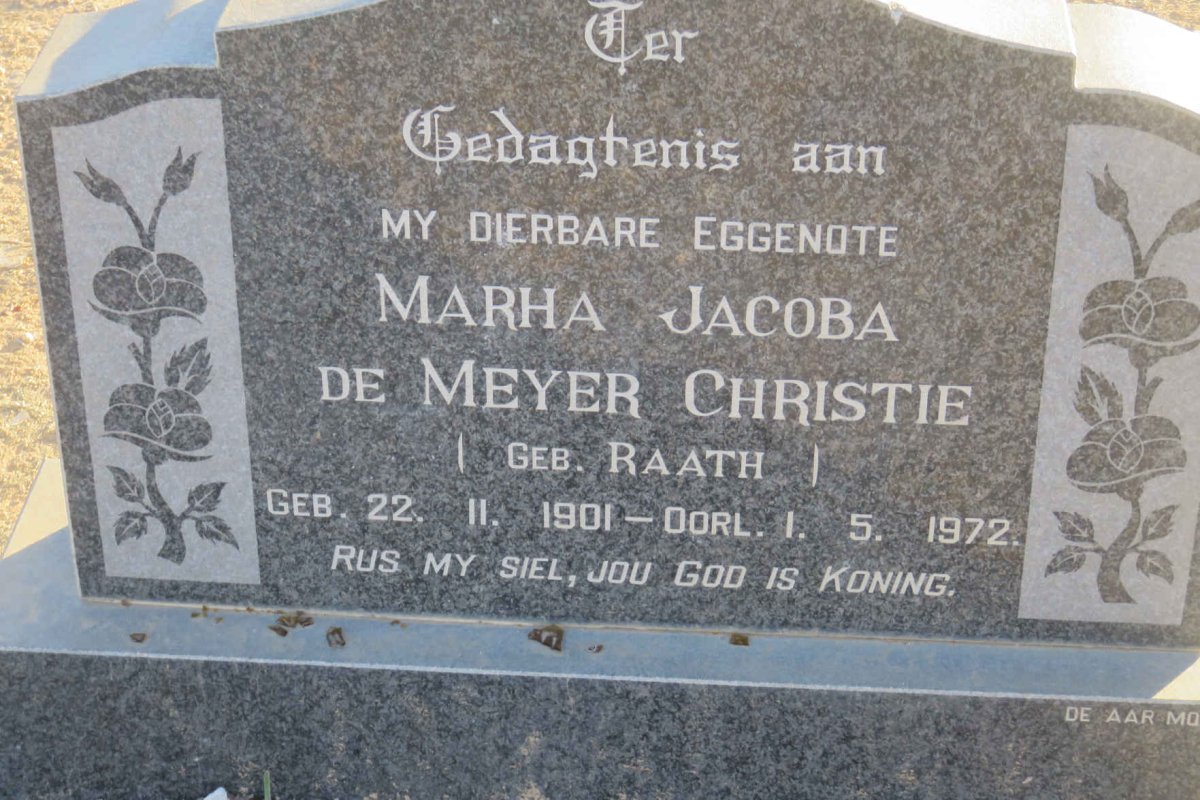 Ter
Gedagtenis aan
MY DIERBARE EGGENOTE
MARHA JACOBA
DE MEYER CHRISTIE
( GEB. RAATH )
GEB. 22. 11. 1901 — OORL. 1. 5. 1972.
RUS MY SIEL, JOU GOD IS KONING.
DE AAR MO